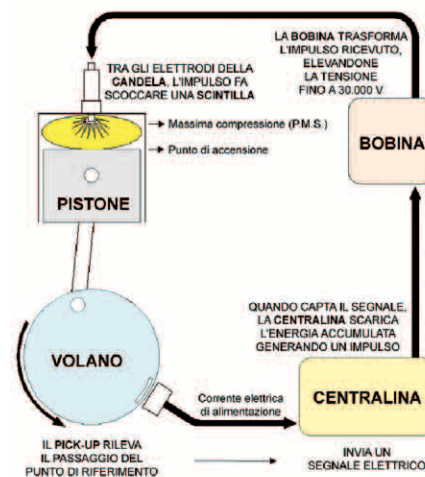 LA BOBINA TRASFORMA
L'IMPULSO RICEVUTO,
ELEVANDONE
LA TENSIONE
FINO A 30.000 V
TRA GLI ELETTRODI DELLA
CANDELA, L'IMPULSO FA
SCOCCARE UNA SCINTILLA
Massima compressione (P.M.S.)
Punto di accensione
BOBINA
PISTONE
QUANDO CAPTA IL SEGNALE,
LA CENTRALINA SCARICA
L'ENERGIA ACCUMULATA
GENERANDO UN IMPULSO
VOLANO
Corrente elettrica
di alimentazione
CENTRALINA
IL PICK-UP RILEVA
IL PASSAGGIO DEL
PUNTO DI RIFERIMENTO
INVIA UN
SEGNALE ELETTRICO